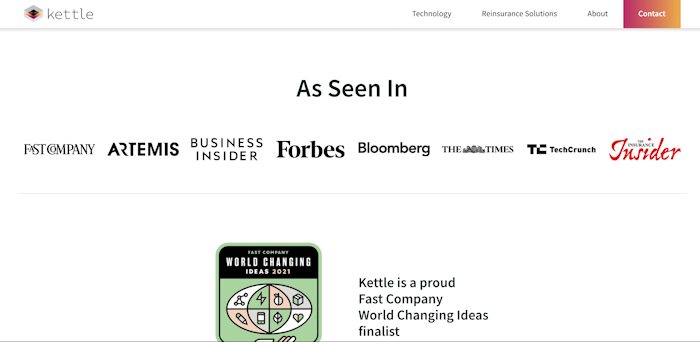 kettle
Technology
Reinsurance Solutions
About
Contact
As Seen In
FAST COMPANY
ARTEMIS
BUSINESS
INSIDER
Forbes
Bloomberg
THE TIMES
TC TechCrunch
THE
INSURANCE
Insider
FAST COMPANY
WORLD CHANGING
IDEAS 2021
Kettle is a proud
Fast Company
World Changing Ideas
finalist